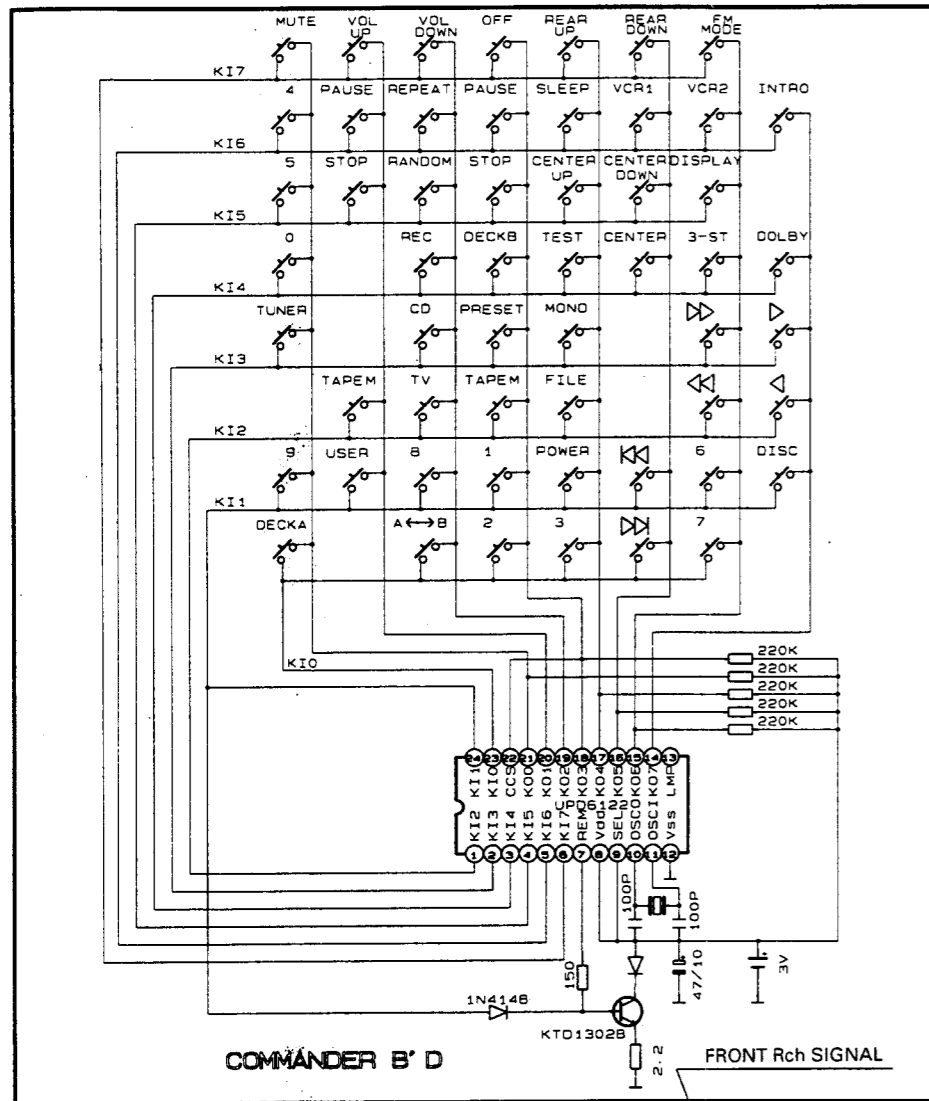 MUTE VOL UP VOL DOWN OFF REAR UP REAR DOWN FM MODE
KI7
4 PAUSE REPEAT PAUSE SLEEP VCR1 VCR2 INTRO
KI6
5 STOP RANDOM STOP CENTER UP CENTER DOWN DISPLAY
KI5
0 REC DECKB TEST CENTER 3-ST DOLBY
KI4
TUNER CD PRESET MONO
KI3
TAPEM TV TAPEM FILE
KI2
9 USER 8 1 POWER 6 DISC
KI1
DECKA A↔B 2 3 7
KI0
220K
220K
220K
220K
220K
24 23 22 21 20 19 18 17 16 15 14 13
KI1 KI0 CCS KO0 KO1 KO2 KO3 KO4 KO5 KO6 KO7 LMP
UPD6122
KI2 KI3 KI4 KI5 KI6 KI7 REM Vdd SEL OSCO OSCI Vss
1 2 3 4 5 6 7 8 9 10 11 12
100P
100P
150
47/10
3V
1N4148
KTD1302B
2.2
COMMANDER B' D
FRONT Rch SIGNAL